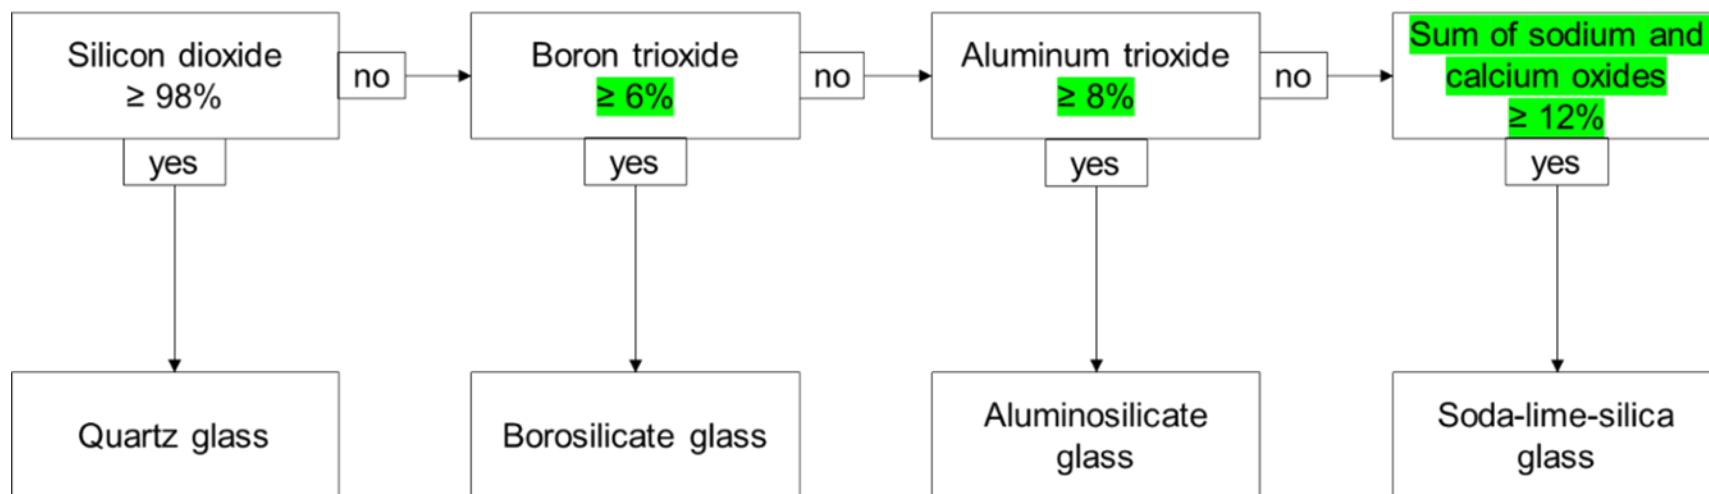 Silicon dioxide
≥ 98%
no
Boron trioxide
≥ 6%
no
Aluminum trioxide
≥ 8%
no
Sum of sodium and
calcium oxides
≥ 12%
yes
yes
yes
yes
Quartz glass
Borosilicate glass
Aluminosilicate
glass
Soda-lime-silica
glass